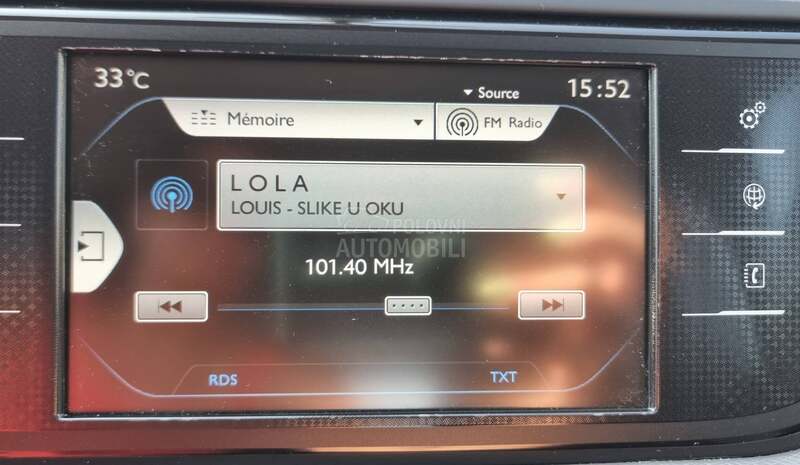 33°C
Source
15:52
Mémoire
FM Radio
LOLA
LOUIS - SLIKE U OKU
POLOVNI
AUTOMOBILI
101.40 MHz
RDS
TXT